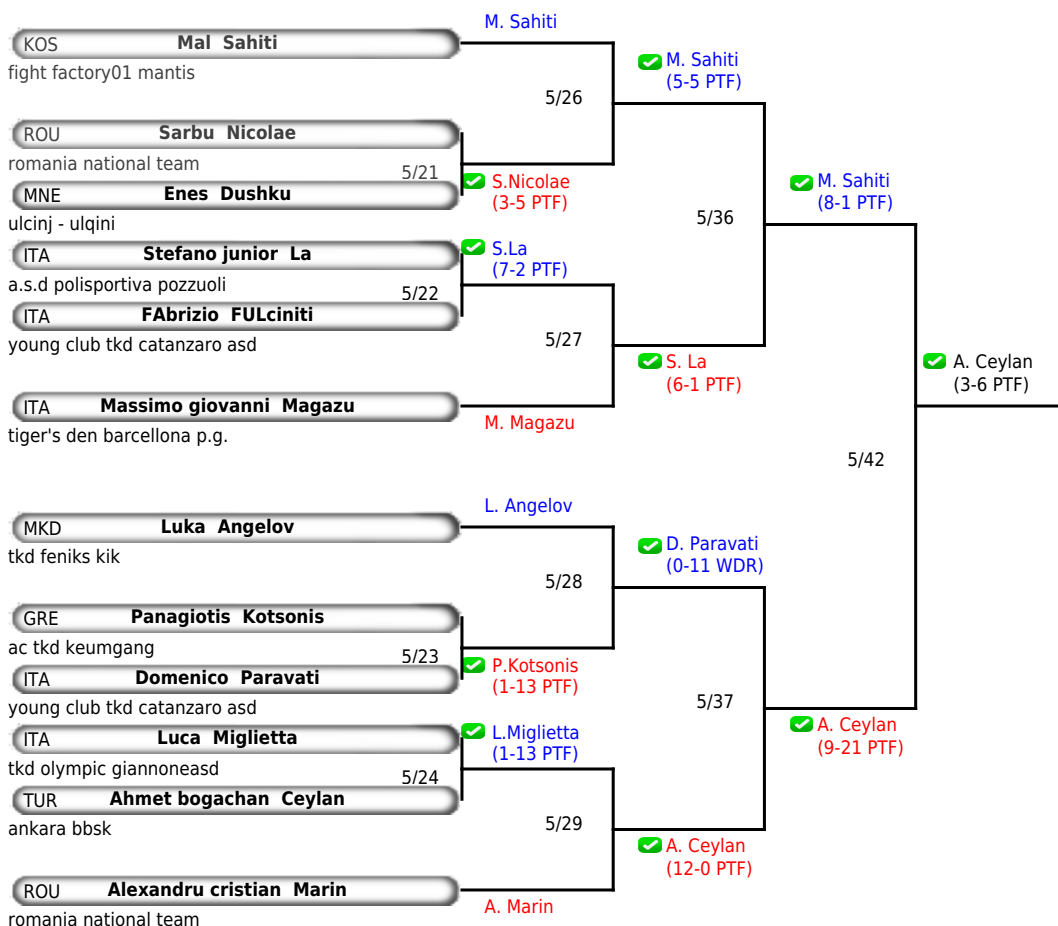 M. Sahiti
KOS Mal Sahiti
fight factory01 mantis
M. Sahiti
(5-5 PTF)
5/26
ROU Sarbu Nicolae
romania national team
5/21
MNE Enes Dushku
S.Nicolae
(3-5 PTF)
M. Sahiti
(8-1 PTF)
ulcinj - ulqini
5/36
ITA Stefano junior La
S.La
(7-2 PTF)
a.s.d polisportiva pozzuoli
5/22
ITA FAbrizio FULciniti
young club tkd catanzaro asd
5/27
S. La
(6-1 PTF)
A. Ceylan
(3-6 PTF)
ITA Massimo giovanni Magazu
M. Magazu
tiger's den barcellona p.g.
5/42
L. Angelov
MKD Luka Angelov
tkd feniks kik
D. Paravati
(0-11 WDR)
5/28
GRE Panagiotis Kotsonis
ac tkd keumgang
5/23
ITA Domenico Paravati
P.Kotsonis
(1-13 PTF)
young club tkd catanzaro asd
5/37
ITA Luca Miglietta
L.Miglietta
(1-13 PTF)
A. Ceylan
(9-21 PTF)
tkd olympic giannoneasd
5/24
TUR Ahmet bogachan Ceylan
ankara bbsk
5/29
A. Ceylan
(12-0 PTF)
ROU Alexandru cristian Marin
A. Marin
romania national team